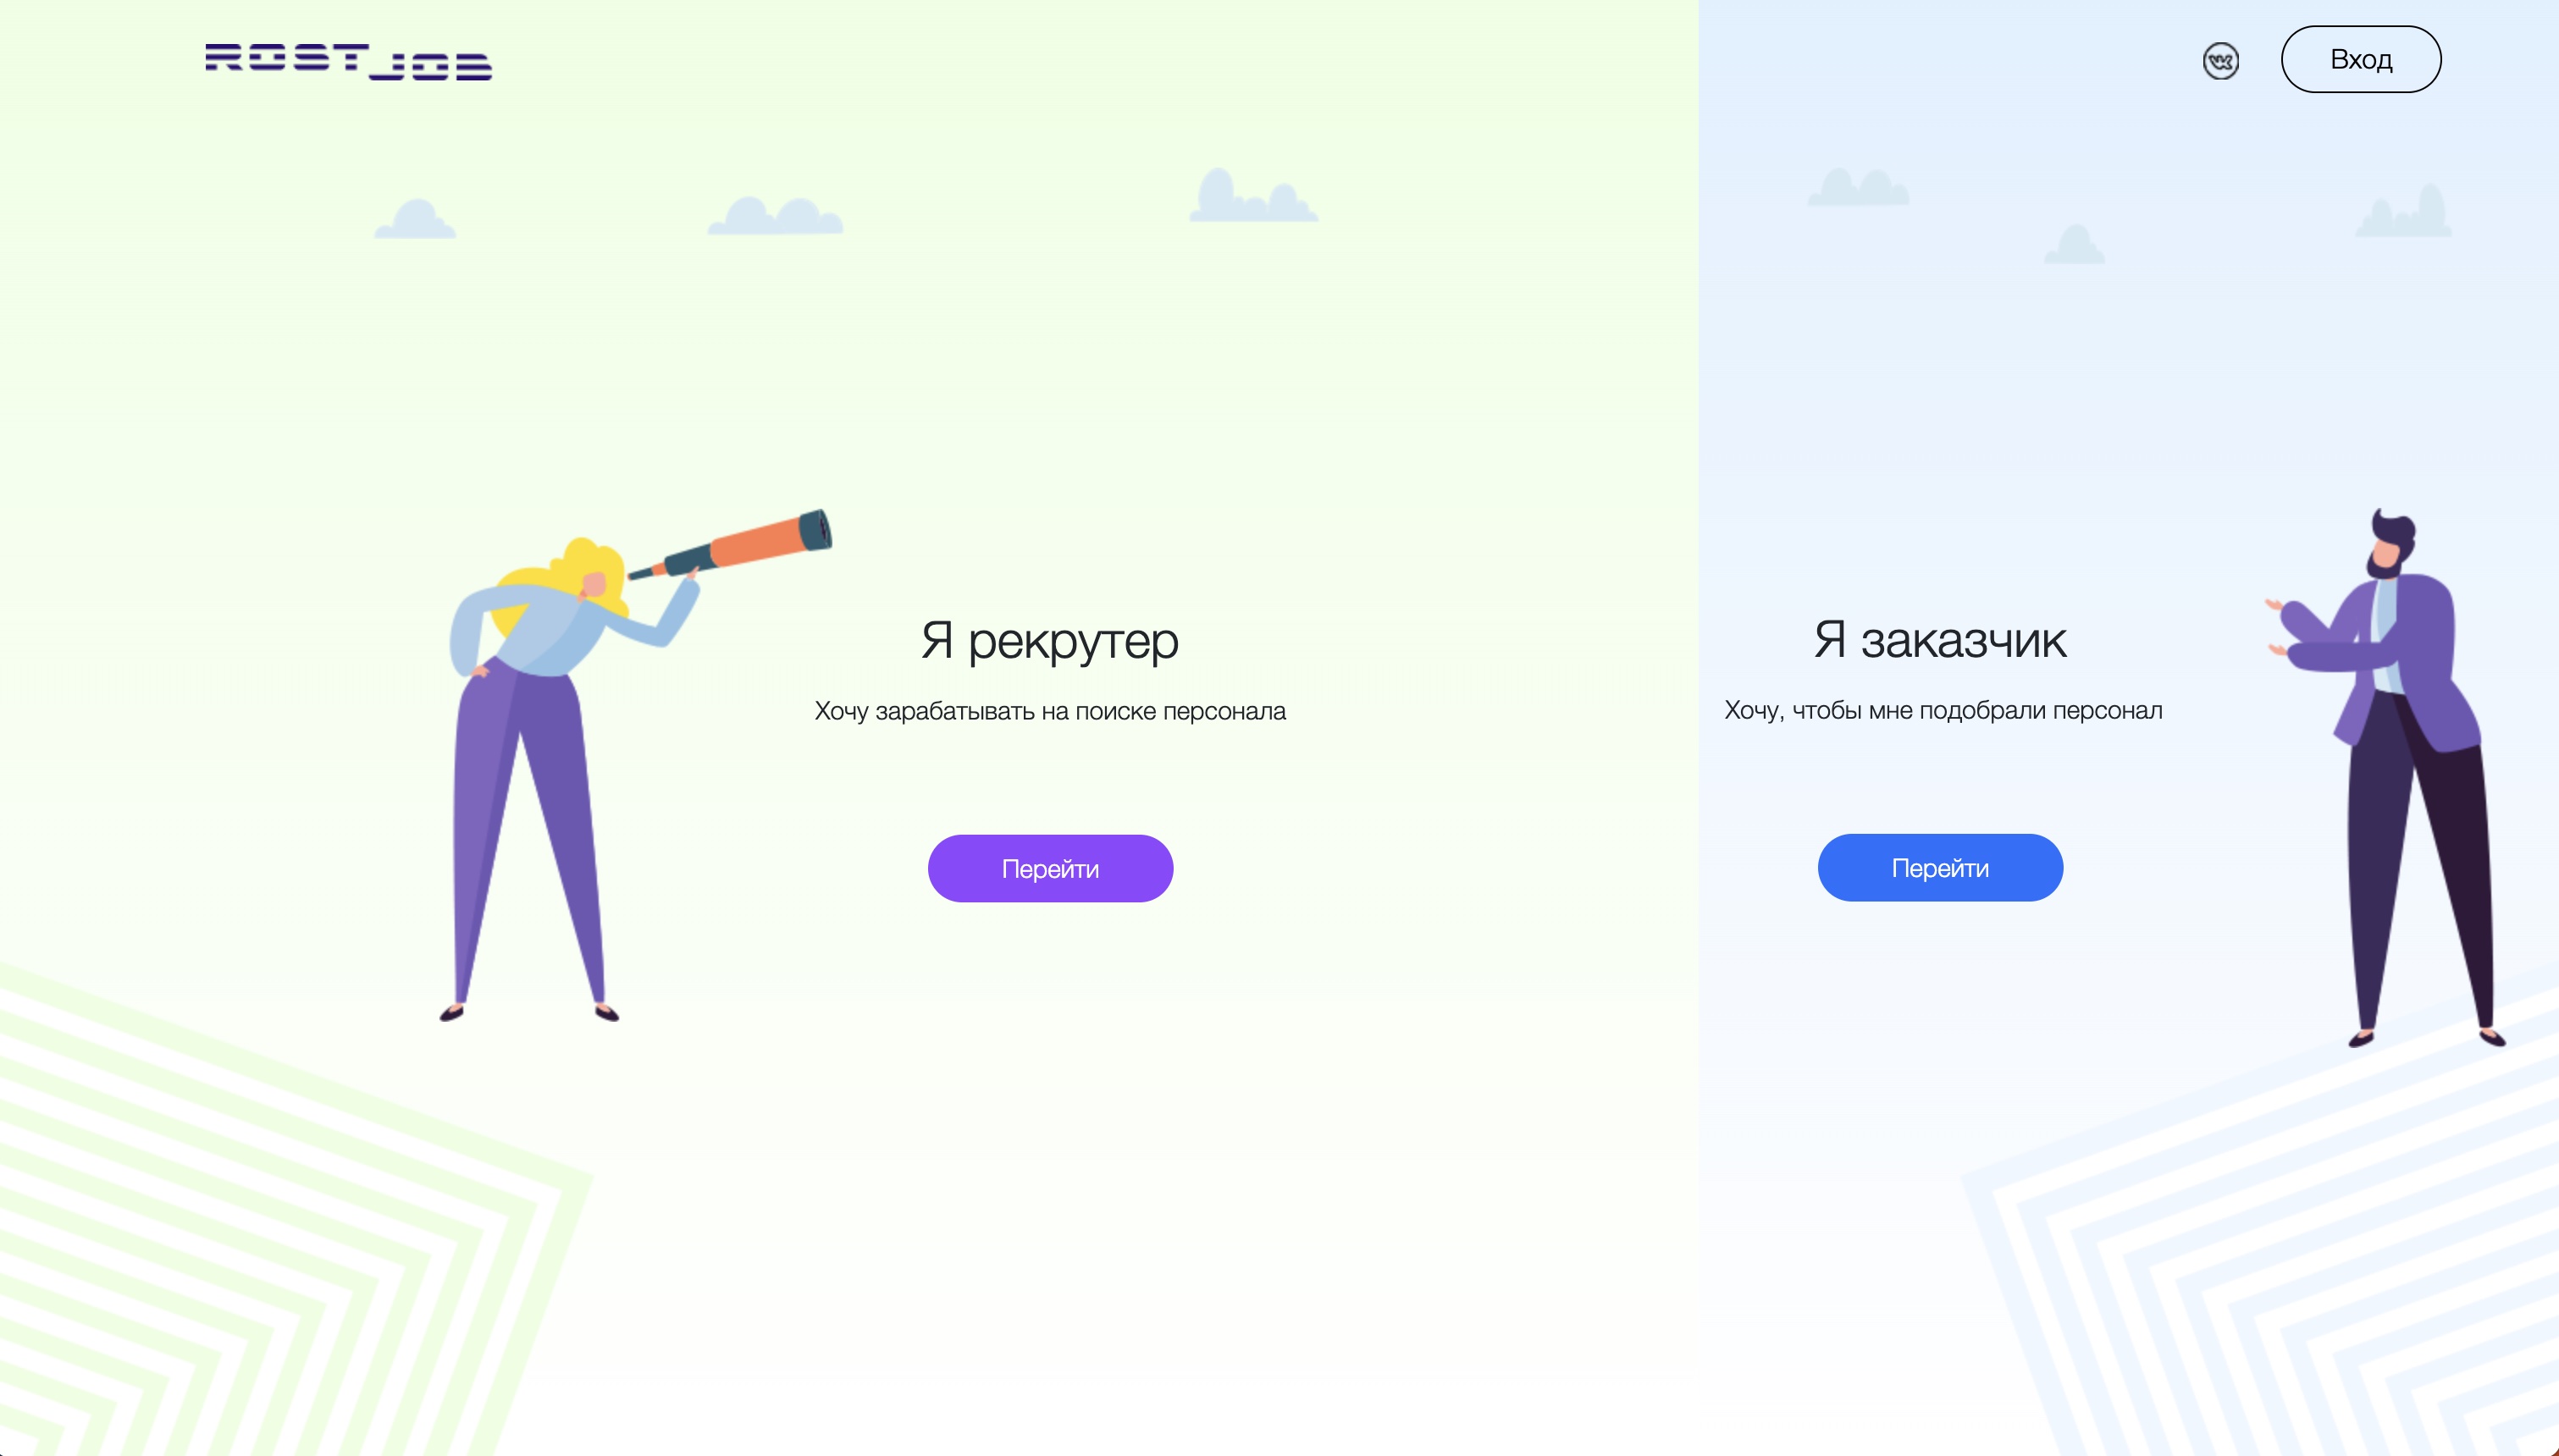 ROSTJOB
Вход
Я рекрутер
Хочу зарабатывать на поиске персонала
Перейти
Я заказчик
Хочу, чтобы мне подобрали персонал
Перейти